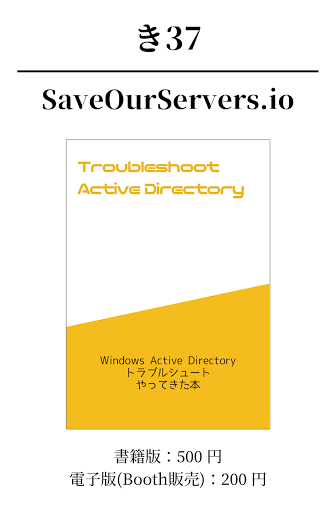 き37
SaveOurServers.io
Troubleshoot
Active Directory
Windows Active Directory
トラブルシュート
やってきた本
書籍版：500 円
電子版(Booth販売)：200 円